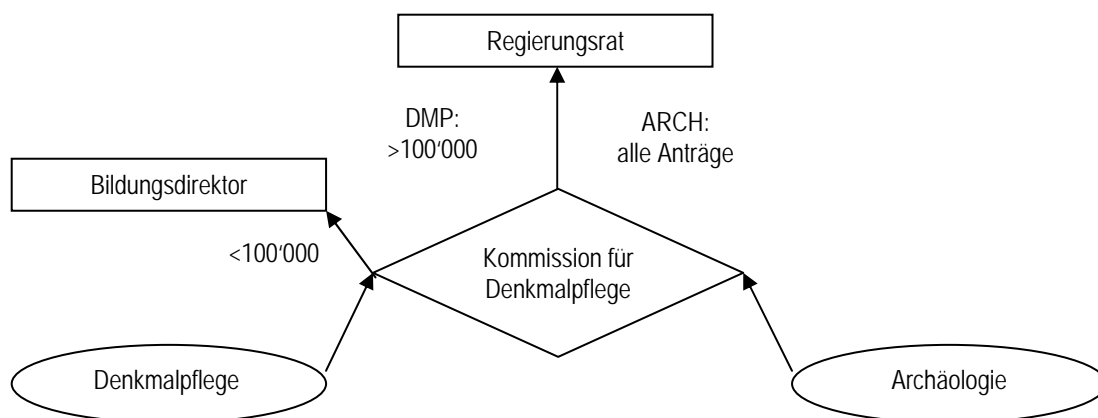 Regierungsrat
DMP:
>100‘000
ARCH:
alle Anträge
Bildungsdirektor
<100‘000
Kommission für
Denkmalpflege
Denkmalpflege
Archäologie